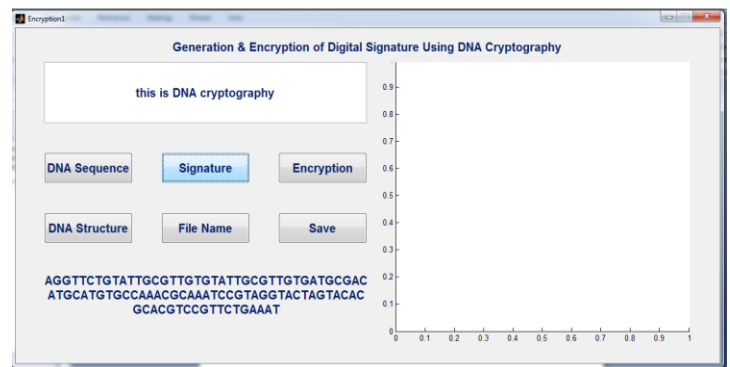 Encryption1
Generation & Encryption of Digital Signature Using DNA Cryptography
this is DNA cryptography
DNA Sequence
Signature
Encryption
DNA Structure
File Name
Save
AGGTTCTGTATTGCGTTGTGTATTGCGTTGTGATGCGAC
ATGCATGTGCCAAACGCAAATCCGTAGGTACTAGTACAC
GCACGTCCGTTCTGAAAT
0.9
0.8
0.7
0.6
0.5
0.4
0.3
0.2
0.1
0
0 0.1 0.2 0.3 0.4 0.5 0.6 0.7 0.8 0.9 1